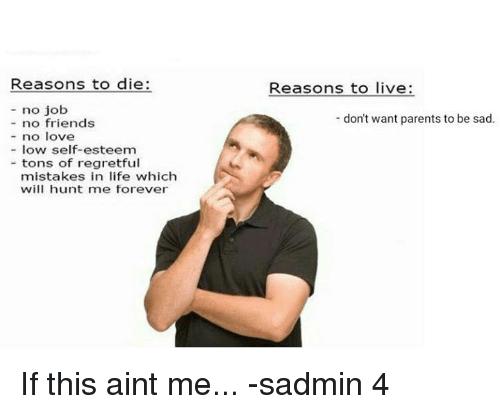 Reasons to die:
- no job
- no friends
- no love
- low self-esteem
- tons of regretful
mistakes in life which
will hunt me forever
Reasons to live:
- don't want parents to be sad.
If this aint me... -sadmin 4